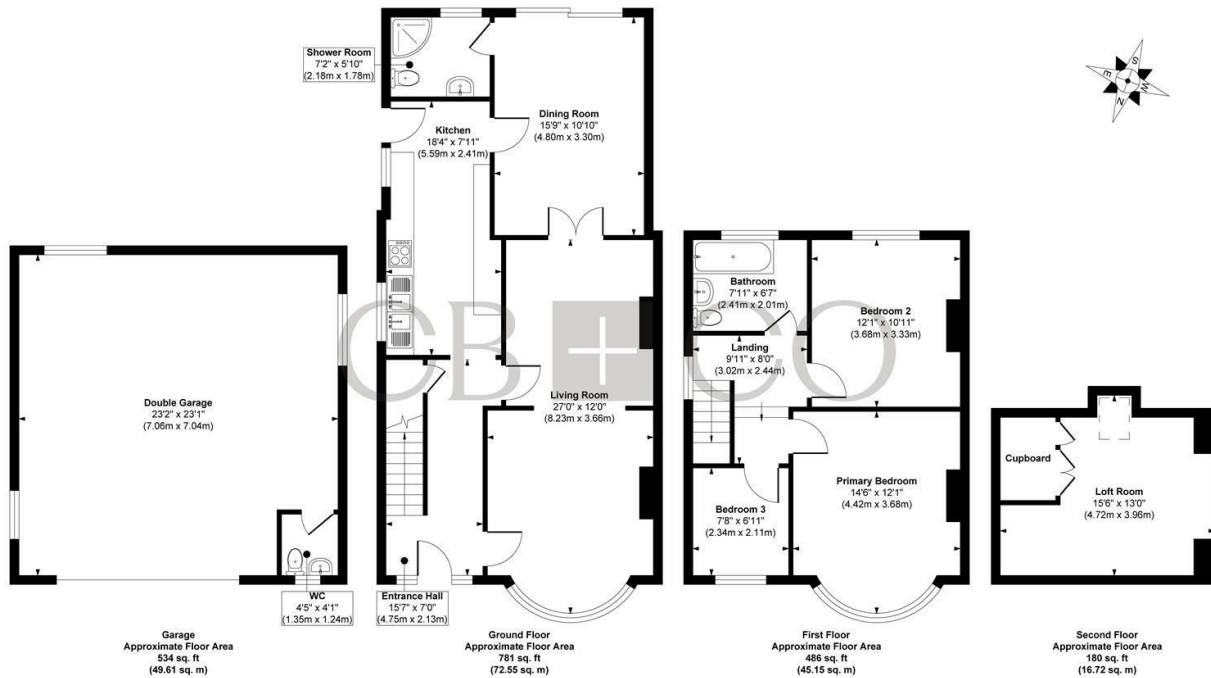 Shower Room
7'2" x 5'10"
(2.18m x 1.78m)
Kitchen
18'4" x 7'11"
(5.59m x 2.41m)
Dining Room
15'9" x 10'10"
(4.80m x 3.30m)
S
E
W
N
CB+CO
Double Garage
23'2" x 23'1"
(7.06m x 7.04m)
WC
4'5" x 4'1"
(1.35m x 1.24m)
Living Room
27'0" x 12'0"
(8.23m x 3.66m)
Entrance Hall
15'7" x 7'0"
(4.75m x 2.13m)
Bathroom
7'11" x 6'7"
(2.41m x 2.01m)
Bedroom 2
12'1" x 10'11"
(3.68m x 3.33m)
Landing
9'11" x 8'0"
(3.02m x 2.44m)
Primary Bedroom
14'6" x 12'1"
(4.42m x 3.68m)
Bedroom 3
7'8" x 6'11"
(2.34m x 2.11m)
Cupboard
Loft Room
15'6" x 13'0"
(4.72m x 3.96m)
Garage
Approximate Floor Area
534 sq. ft
(49.61 sq. m)
Ground Floor
Approximate Floor Area
781 sq. ft
(72.55 sq. m)
First Floor
Approximate Floor Area
486 sq. ft
(45.15 sq. m)
Second Floor
Approximate Floor Area
180 sq. ft
(16.72 sq. m)